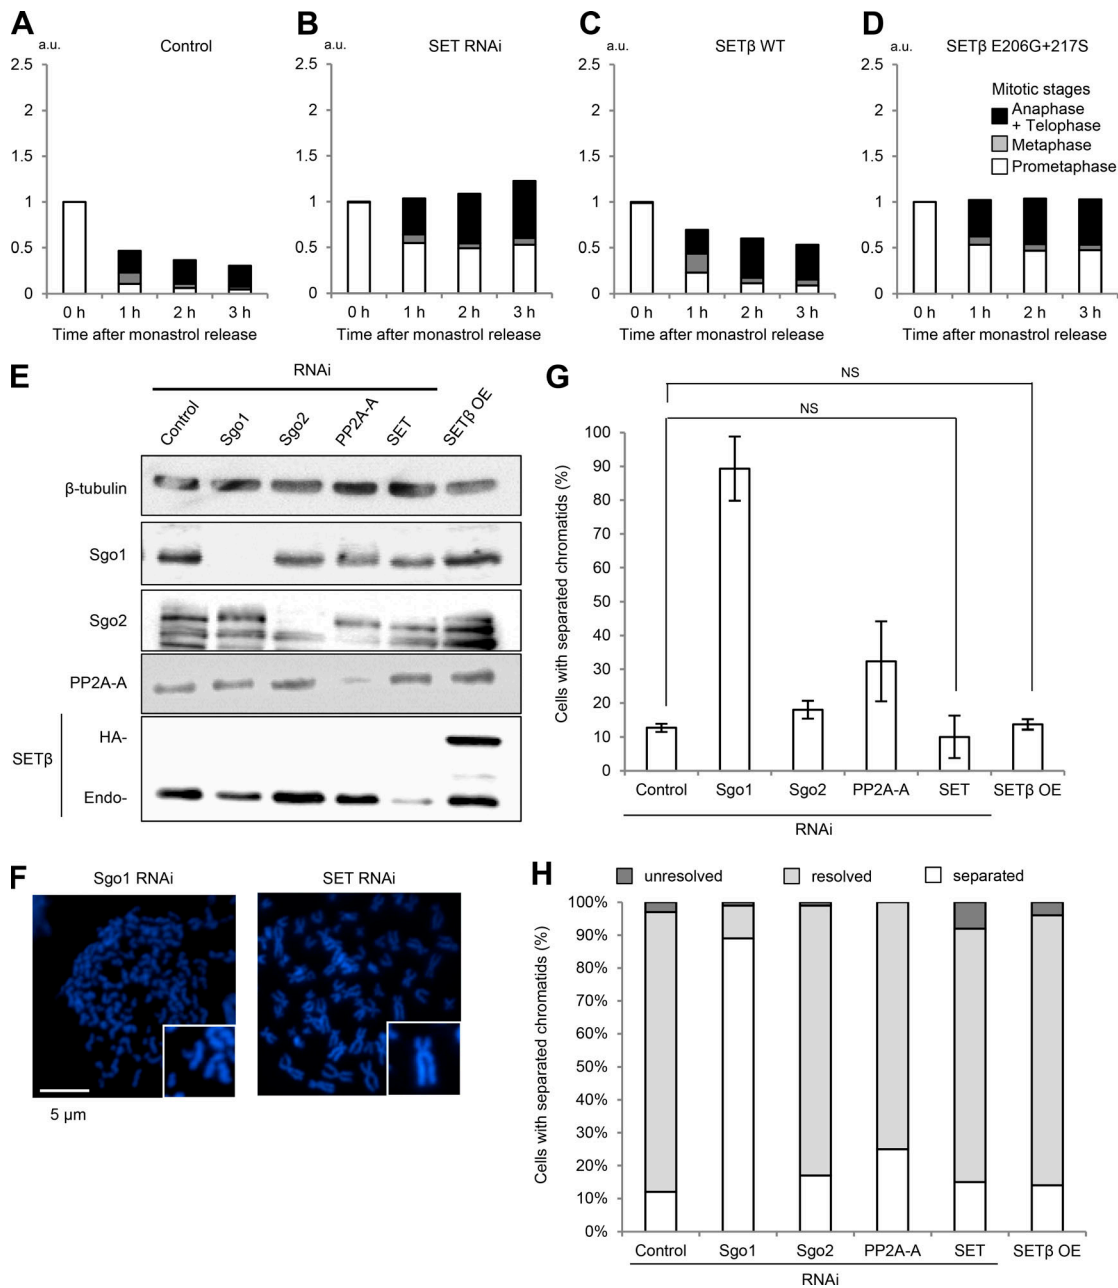 A
a.u.
Control
2.5
2
1.5
1
0.5
0
0 h 1 h 2 h 3 h
Time after monastrol release
B
a.u.
SET RNAi
2.5
2
1.5
1
0.5
0
0 h 1 h 2 h 3 h
Time after monastrol release
C
a.u.
SETβ WT
2.5
2
1.5
1
0.5
0
0 h 1 h 2 h 3 h
Time after monastrol release
D
a.u.
SETβ E206G+217S
2.5
2
1.5
1
0.5
0
Mitotic stages
Anaphase
+ Telophase
Metaphase
Prometaphase
0 h 1 h 2 h 3 h
Time after monastrol release
E
RNAi
Control
Sgo1
Sgo2
PP2A-A
SET
SETβ OE
β-tubulin
Sgo1
Sgo2
PP2A-A
SETβ
HA-
Endo-
F
Sgo1 RNAi
SET RNAi
5 μm
G
NS
NS
Cells with separated chromatids (%)
100
90
80
70
60
50
40
30
20
10
0
Control Sgo1 Sgo2 PP2A-A SET SETβ OE
RNAi
H
unresolved resolved separated
Cells with separated chromatids (%)
100%
90%
80%
70%
60%
50%
40%
30%
20%
10%
0%
Control Sgo1 Sgo2 PP2A-A SET SETβ OE
RNAi